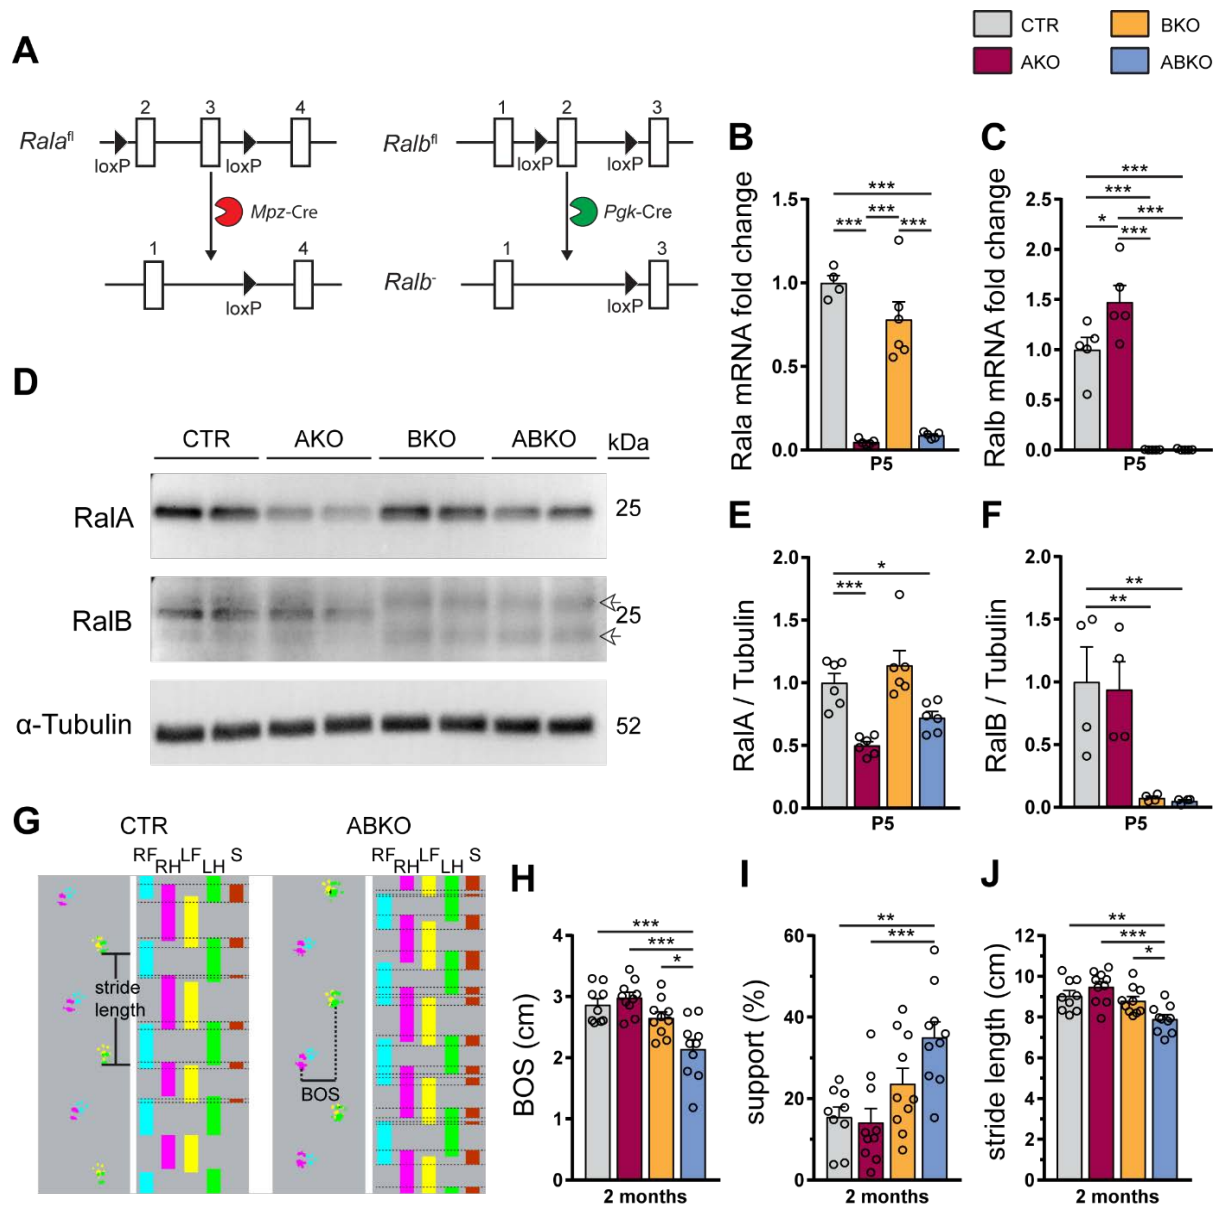 CTR
BKO
AKO
ABKO
A
2
3
4
1
2
3
Ralaᶠˡ
loxP
loxP
Ralbᶠˡ
loxP
loxP
Mpz-Cre
Pgk-Cre
1
4
1
3
loxP
Ralb⁻
loxP
B
Rala mRNA fold change
1.5
1.0
0.5
0.0
***
***
***
***
P5
C
Ralb mRNA fold change
2.5
2.0
1.5
1.0
0.5
0.0
***
***
***
*
***
P5
D
CTR
AKO
BKO
ABKO
kDa
RalA
25
RalB
25
α-Tubulin
52
E
RalA / Tubulin
2.0
1.5
1.0
0.5
0.0
*
***
P5
F
RalB / Tubulin
2.0
1.5
1.0
0.5
0.0
**
**
P5
G
CTR
ABKO
RF
RH
LF
LH
S
RF
RH
LF
LH
S
stride
length
BOS
H
BOS (cm)
4
3
2
1
0
***
***
*
2 months
I
support (%)
60
40
20
0
**
***
2 months
J
stride length (cm)
12
10
8
6
4
2
0
**
***
*
2 months